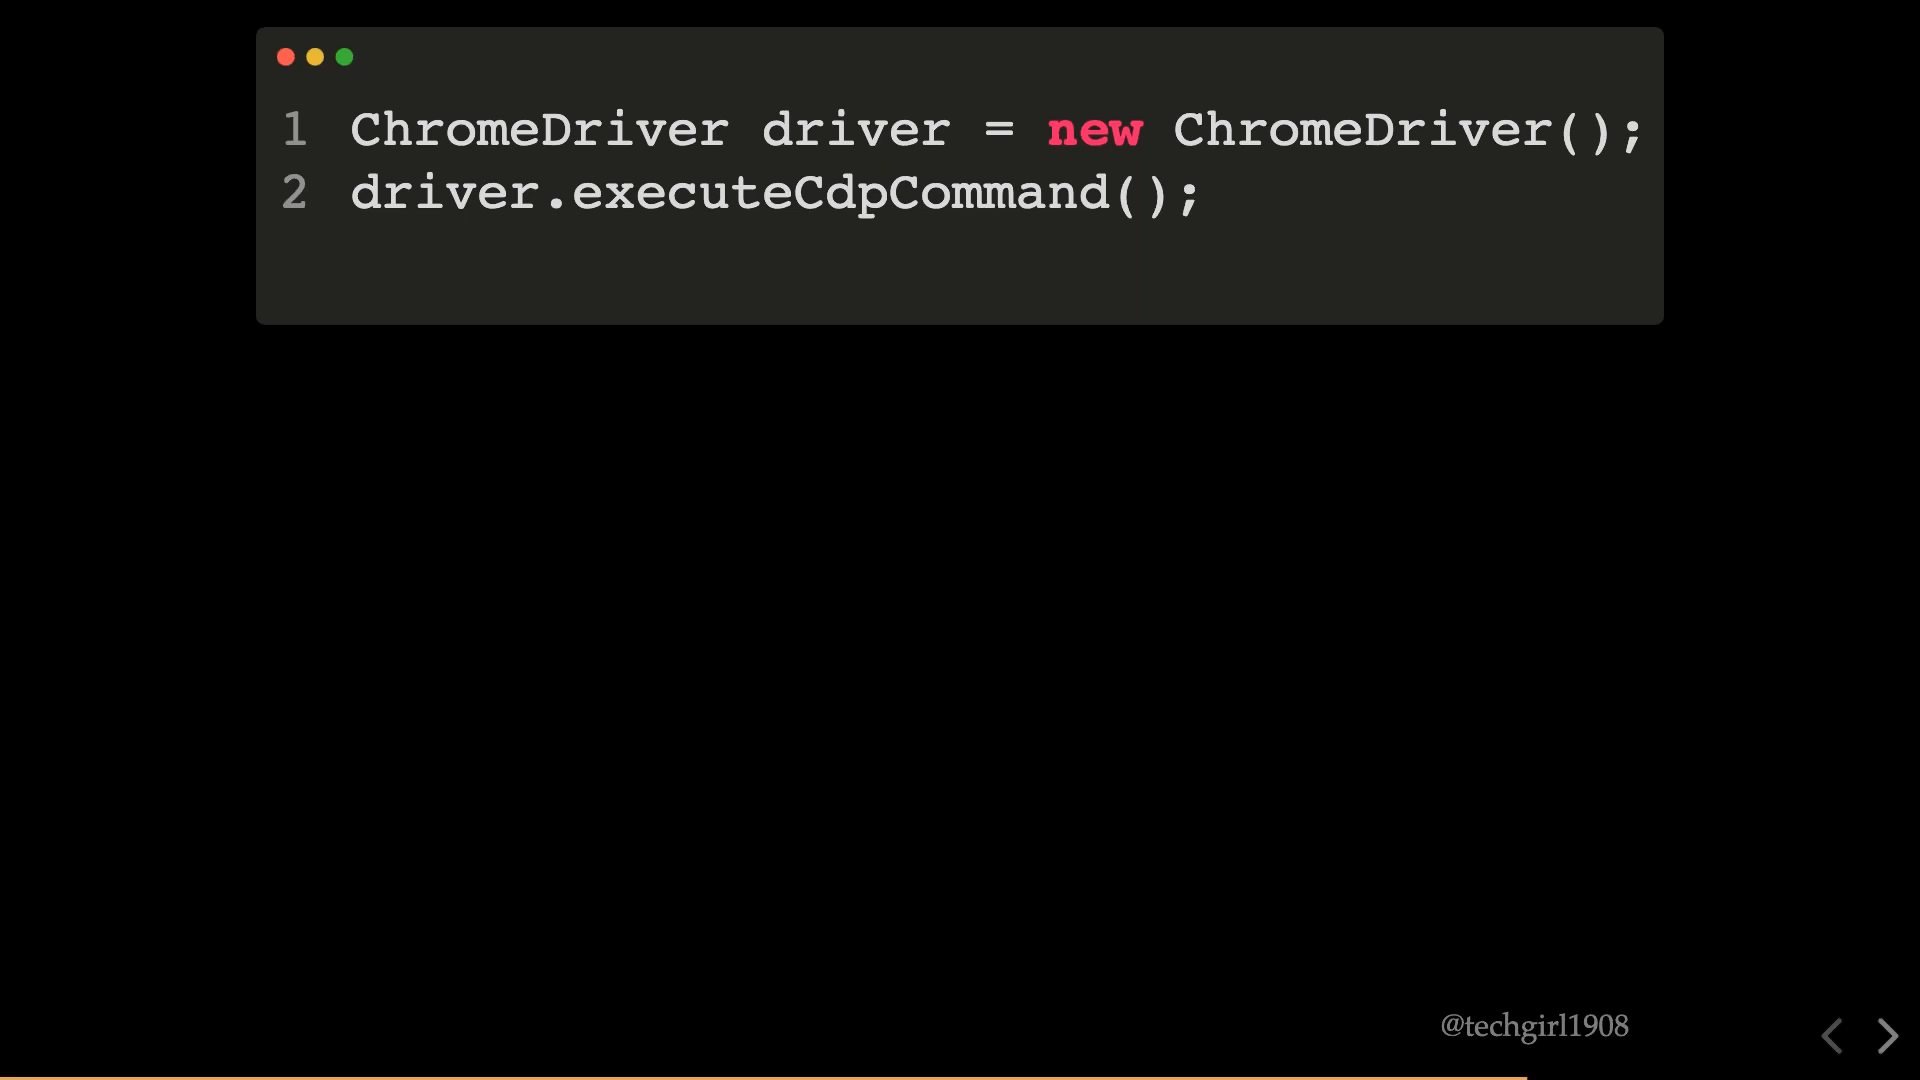 1 ChromeDriver driver = new ChromeDriver();
2 driver.executeCdpCommand();
@techgirl1908